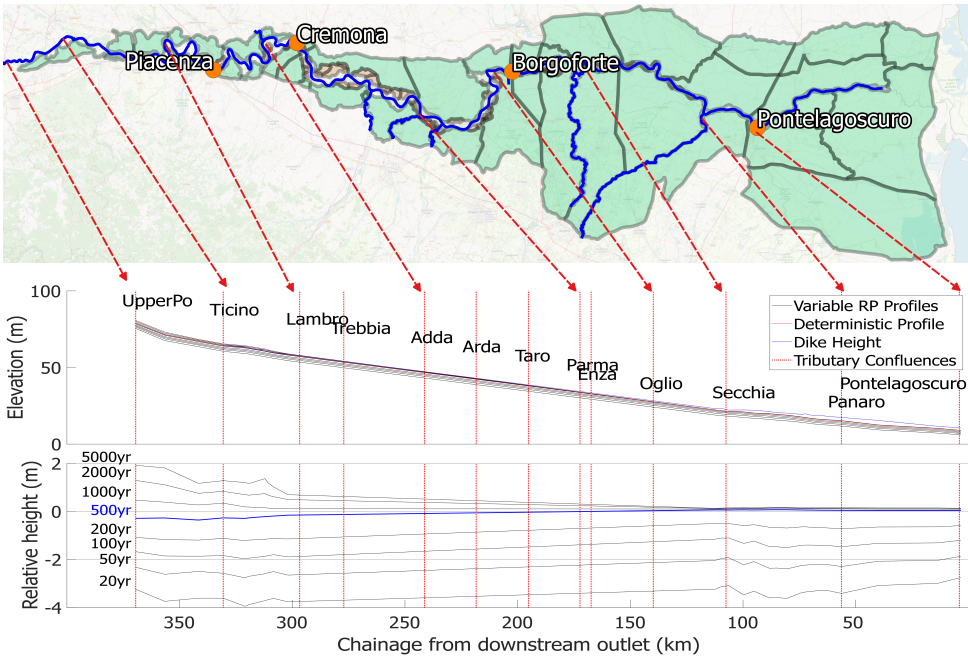 Cremona
Piacenza
Borgoforte
Pontelagoscuro
100
UpperPo
Ticino
Lambro
Trebbia
Adda
Arda
Taro
Parma
Enza
Oglio
Secchia
Pontelagoscuro
Panaro
Variable RP Profiles
Deterministic Profile
Dike Height
Tributary Confluences
Elevation (m)
50
0
5000yr
2000yr
1000yr
500yr
200yr
100yr
50yr
20yr
2
0
-2
-4
Relative height (m)
350
300
250
200
150
100
50
Chainage from downstream outlet (km)